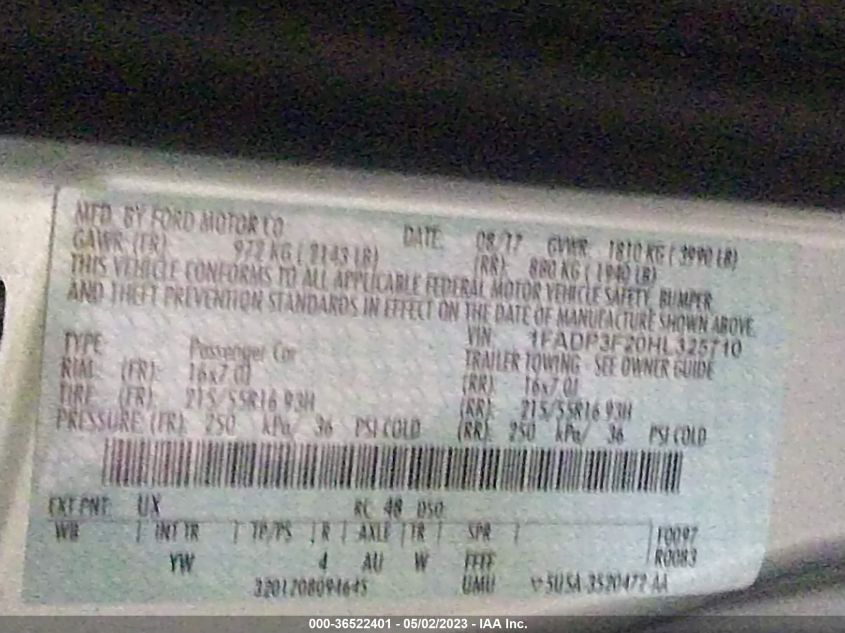 MFD. BY FORD MOTOR CO DATE: 08/17 GVWR: 1810 KG ( 3990 LB)
GAWR: (FR): 972 KG ( 2143 LB) (RR): 880 KG ( 1940 LB)
THIS VEHICLE CONFORMS TO ALL APPLICABLE FEDERAL MOTOR VEHICLE SAFETY, BUMPER,
AND THEFT PREVENTION STANDARDS IN EFFECT ON THE DATE OF MANUFACTURE SHOWN ABOVE.
VIN: 1FADP3F20HL325710
TYPE: Passenger Car TRAILER TOWING - SEE OWNER GUIDE
RIM: (FR): 16x7.0J (RR): 16x7.0J
TIRE: (FR): 215/55R16 93H (RR): 215/55R16 93H
PRESSURE: (FR): 250 kPa/ 36 PSI COLD (RR): 250 kPa/ 36 PSI COLD
EXT PNT: UX RC: 48 DSO:
WB | INT TR | TP/PS | R | AXLE | TR | SPR | F0097
YW 4 AU W FFFF R0083
3201208094645 UMU 5U5A-3520472-AA
000-36522401 - 05/02/2023 - IAA Inc.